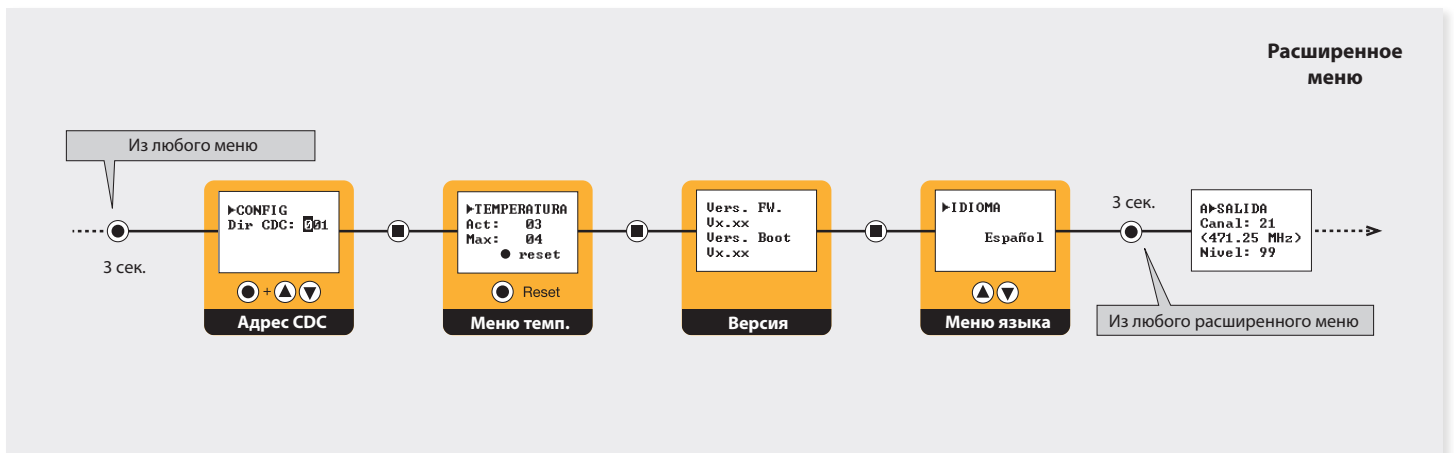 Расширенное
меню
Из любого меню
3 сек.
▶CONFIG
Dir CDC: 001
+
Адрес CDC
▶TEMPERATURA
Act: 03
Max: 04
● reset
Reset
Меню темп.
Vers. FW.
Vx.xx
Vers. Boot
Vx.xx
Версия
▶IDIOMA
Español
Меню языка
3 сек.
Из любого расширенного меню
A▶SALIDA
Canal: 21
(471.25 MHz)
Nivel: 99